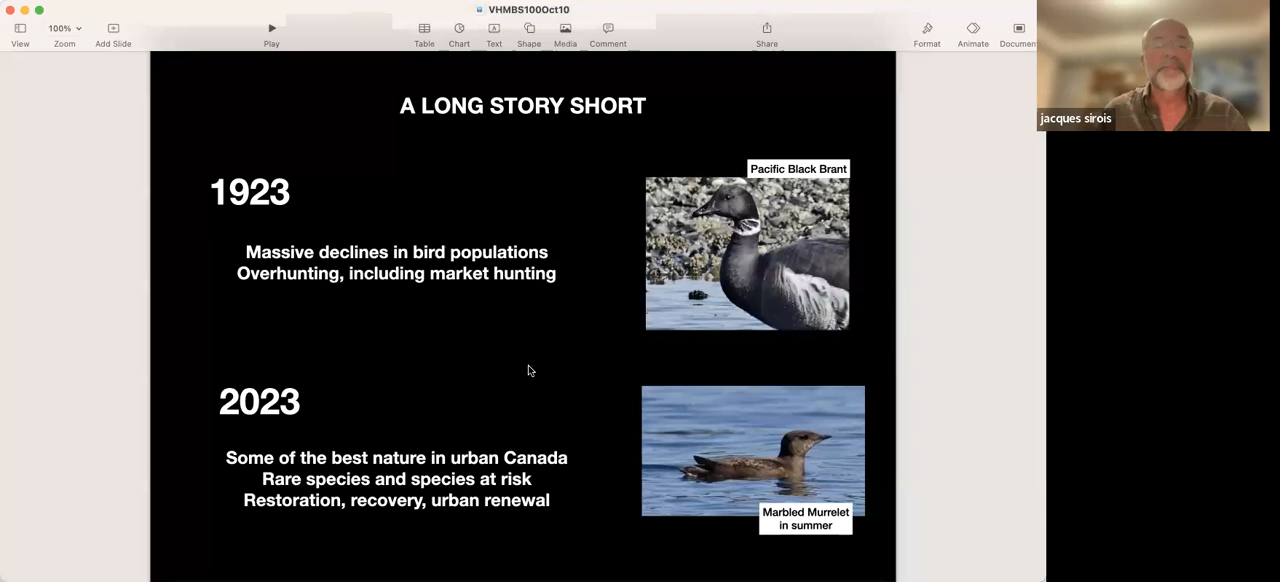 VHMBS100Oct10
100%
View
Zoom
Add Slide
Play
Table
Chart
Text
Shape
Media
Comment
Share
Format
Animate
Documen
jacques sirois
A LONG STORY SHORT
Pacific Black Brant
1923
Massive declines in bird populations
Overhunting, including market hunting
2023
Some of the best nature in urban Canada
Rare species and species at risk
Restoration, recovery, urban renewal
Marbled Murrelet
in summer